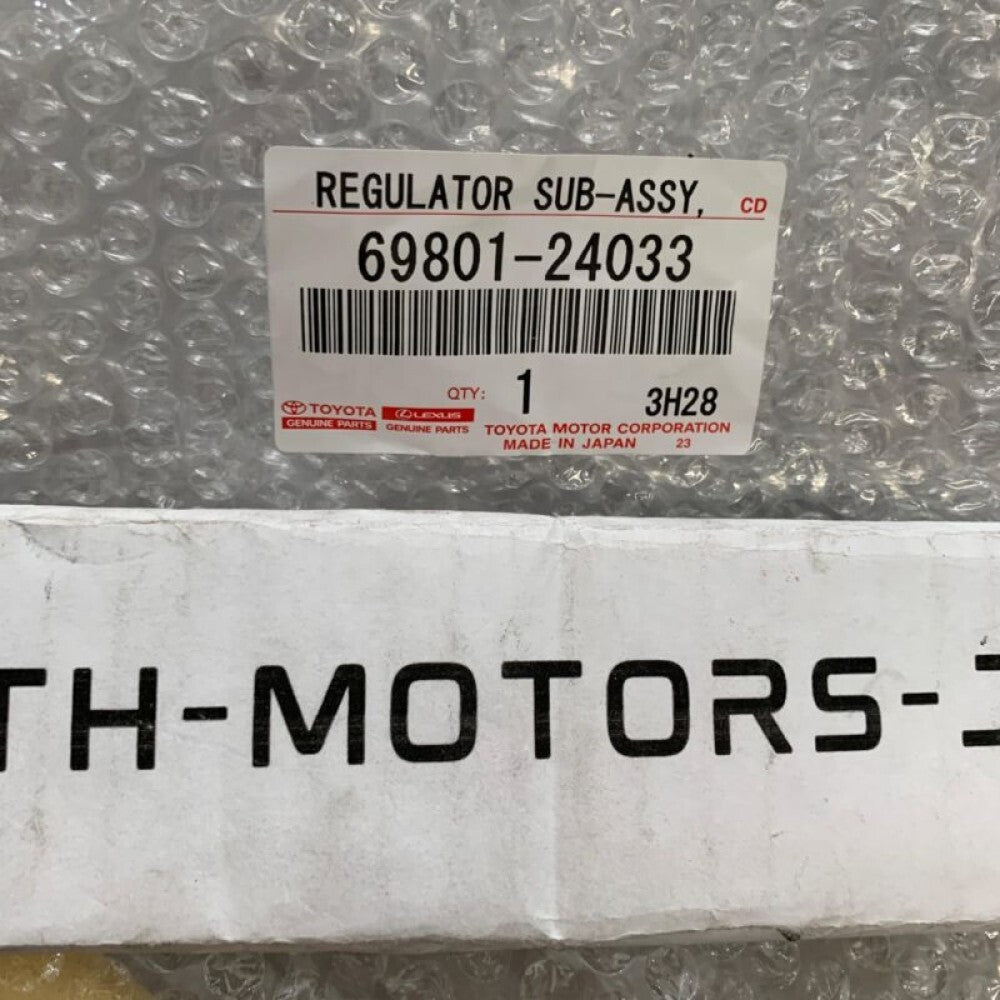 REGULATOR SUB-ASSY,
CD
69801-24033
QTY: 1
3H28
TOYOTA
GENUINE PARTS
LEXUS
GENUINE PARTS
TOYOTA MOTOR CORPORATION
MADE IN JAPAN 23
TH-MOTORS-J